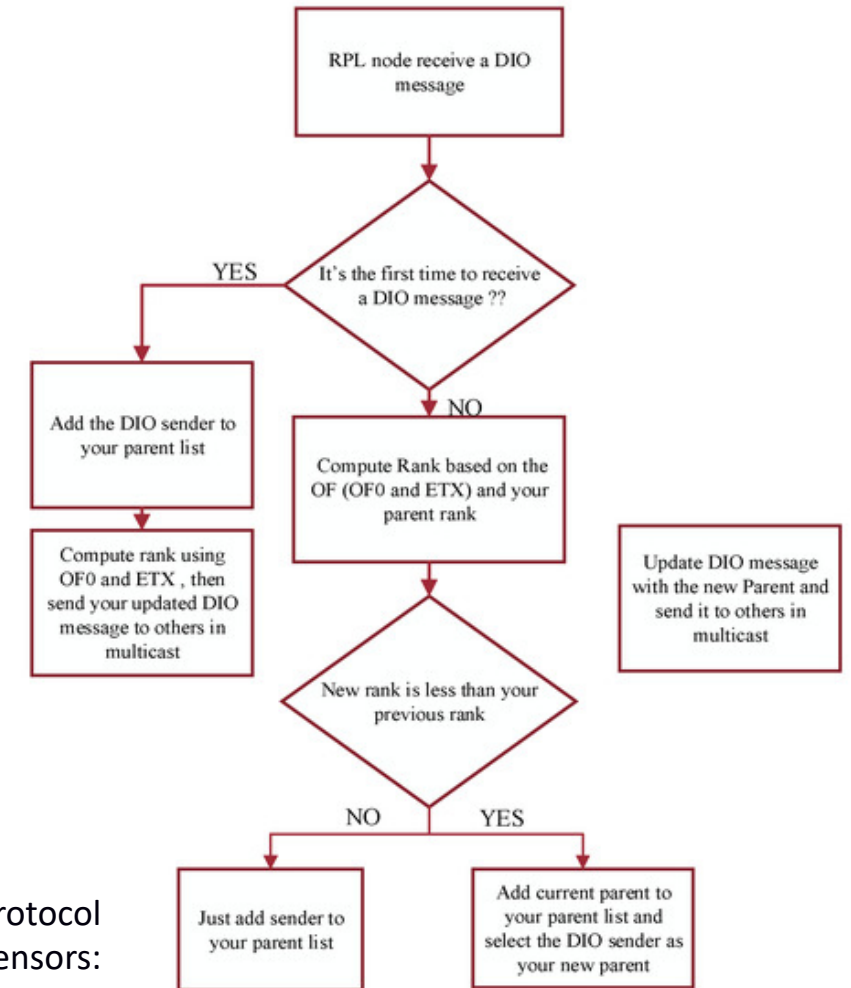 RPL node receive a DIO
message
It's the first time to receive
a DIO message ??
YES
NO
Add the DIO sender to
your parent list
Compute rank using
OF0 and ETX , then
send your updated DIO
message to others in
multicast
Compute Rank based on the
OF (OF0 and ETX) and your
parent rank
Update DIO message
with the new Parent and
send it to others in
multicast
New rank is less than your
previous rank
NO
YES
Just add sender to
your parent list
Add current parent to
your parent list and
select the DIO sender as
your new parent
rotocol
ensors: